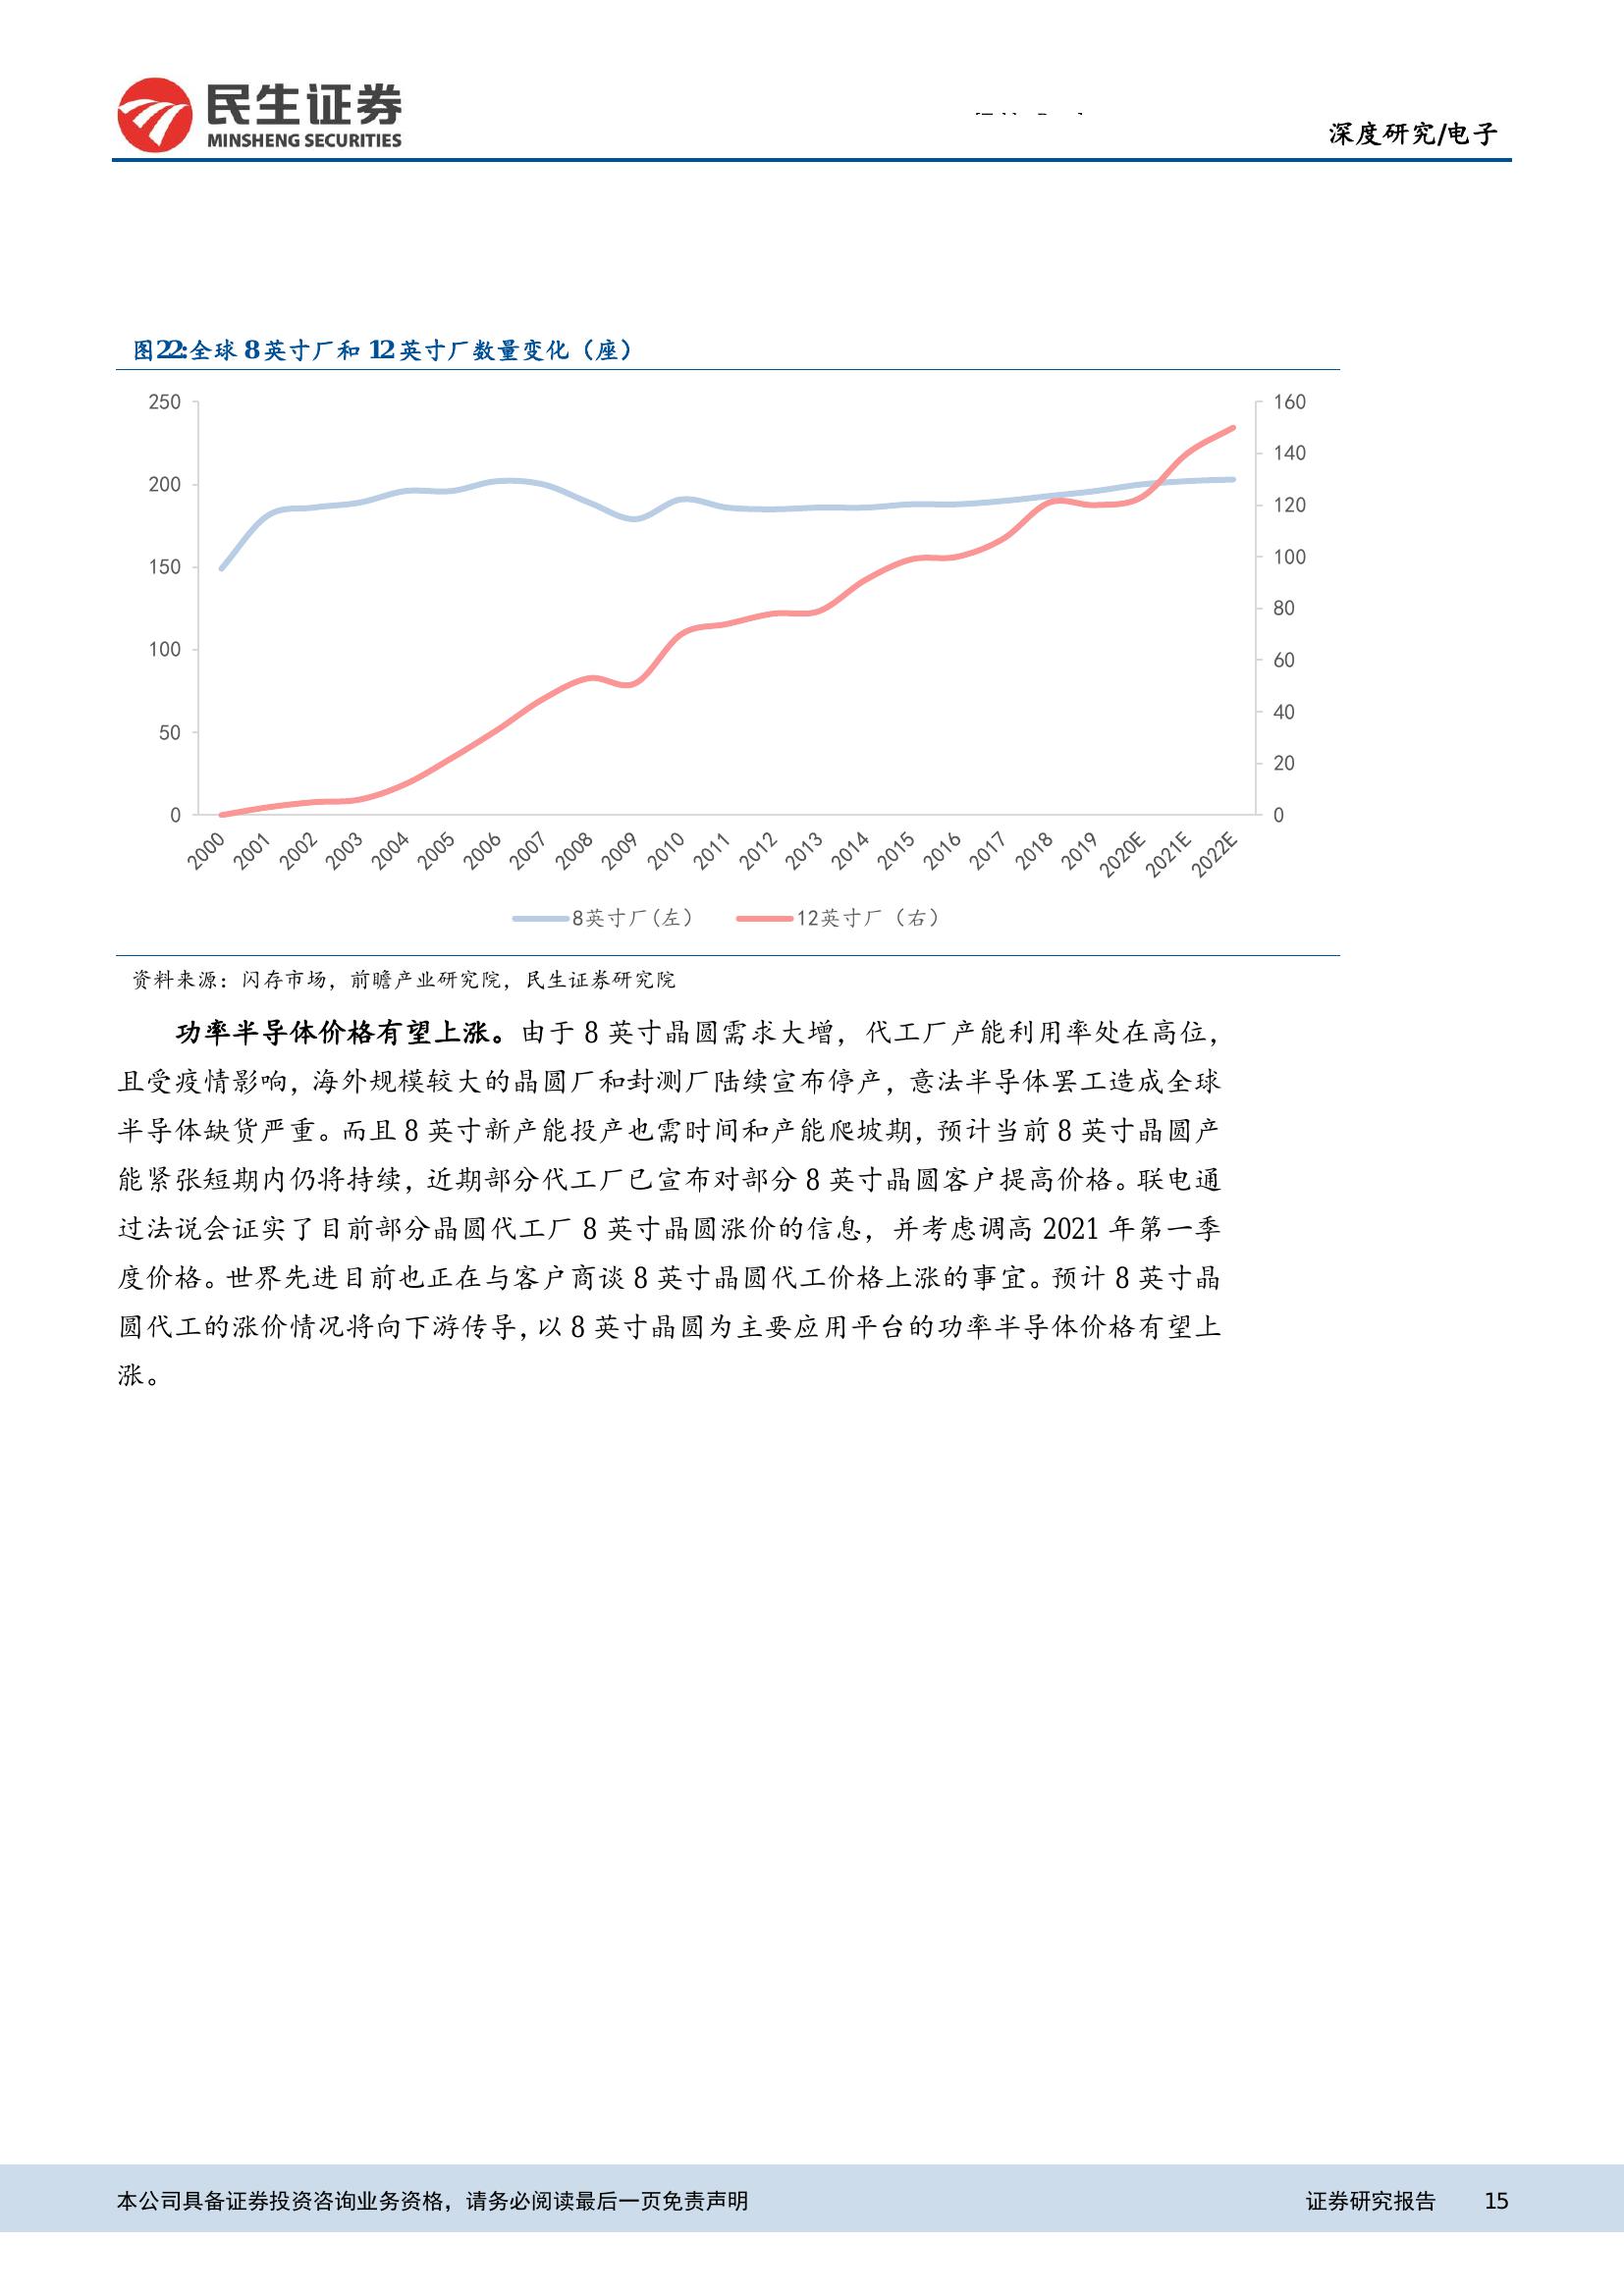 民生证券
MINSHENG SECURITIES
深度研究/电子
图22:全球 8 英寸厂和 12 英寸厂数量变化（座）
250
200
150
100
50
0
160
140
120
100
80
60
40
20
0
2000 2001 2002 2003 2004 2005 2006 2007 2008 2009 2010 2011 2012 2013 2014 2015 2016 2017 2018 2019 2020E 2021E 2022E
8英寸厂(左） 12英寸厂（右）
资料来源：闪存市场，前瞻产业研究院，民生证券研究院
功率半导体价格有望上涨。由于 8 英寸晶圆需求大增，代工厂产能利用率处在高位，
且受疫情影响，海外规模较大的晶圆厂和封测厂陆续宣布停产，意法半导体罢工造成全球
半导体缺货严重。而且 8 英寸新产能投产也需时间和产能爬坡期，预计当前 8 英寸晶圆产
能紧张短期内仍将持续，近期部分代工厂已宣布对部分 8 英寸晶圆客户提高价格。联电通
过法说会证实了目前部分晶圆代工厂 8 英寸晶圆涨价的信息，并考虑调高 2021 年第一季
度价格。世界先进目前也正在与客户商谈 8 英寸晶圆代工价格上涨的事宜。预计 8 英寸晶
圆代工的涨价情况将向下游传导，以 8 英寸晶圆为主要应用平台的功率半导体价格有望上
涨。
本公司具备证券投资咨询业务资格，请务必阅读最后一页免责声明
证券研究报告 15